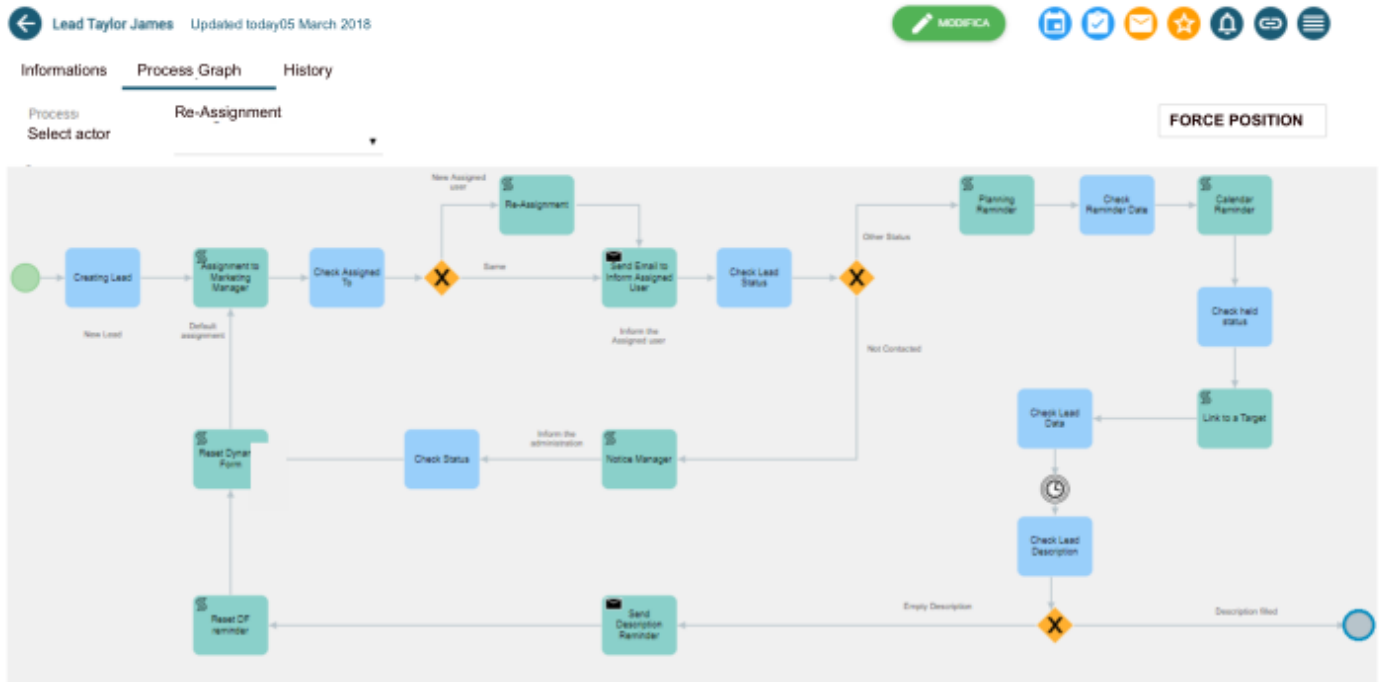 Lead Taylor James Updated today05 March 2018
MODIFICA
Informations Process Graph History
Process
Select actor
Re-Assignment
FORCE POSITION
New Assigned
user
Re-Assignment
Planning
Reminder
Check
Reminder Data
Calendar
Reminder
Other Status
Creating Lead
Assignment to
Marketing
Manager
Check Assigned
To
X
Same
Send Email to
Inform Assigned
User
Check Lead
Status
X
New Lead
Default
assignment
Inform the
Assigned user
Not Contacted
Check held
status
Check Lead
Data
Link to a Target
Reset Dynam
Form
Check Status
Inform the
administration
Notice Manager
Check Lead
Description
Reset DF
reminder
Send
Description
Reminder
Empty Description
X
Description filled